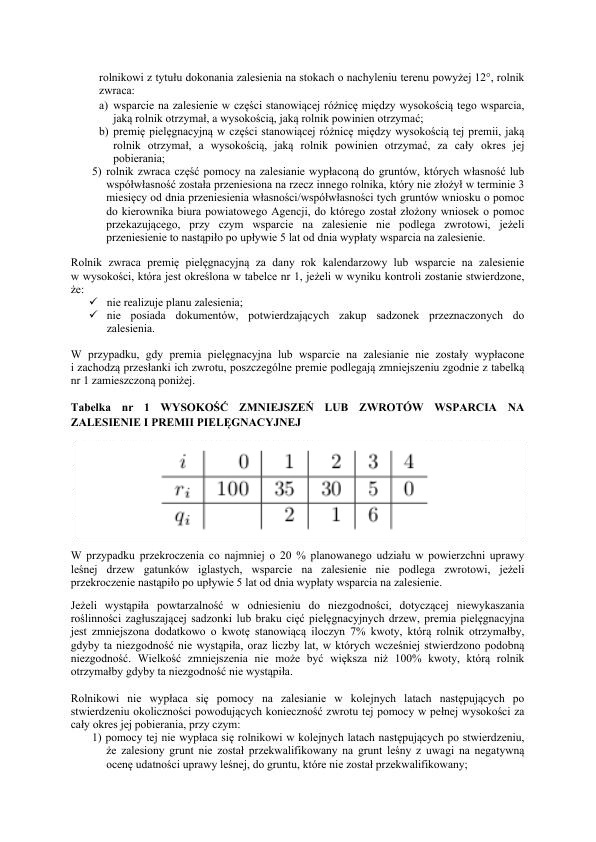 rolnikowi z tytułu dokonania zalesienia na stokach o nachyleniu terenu powyżej 12°, rolnik
zwraca:
a) wsparcie na zalesienie w części stanowiącej różnicę między wysokością tego wsparcia,
jaką rolnik otrzymał, a wysokością, jaką rolnik powinien otrzymać;
b) premię pielęgnacyjną w części stanowiącej różnicę między wysokością tej premii, jaką
rolnik otrzymał, a wysokością, jaką rolnik powinien otrzymać, za cały okres jej
pobierania;
5) rolnik zwraca część pomocy na zalesianie wypłaconą do gruntów, których własność lub
współwłasność została przeniesiona na rzecz innego rolnika, który nie złożył w terminie 3
miesięcy od dnia przeniesienia własności/współwłasności tych gruntów wniosku o pomoc
do kierownika biura powiatowego Agencji, do którego został złożony wniosek o pomoc
przekazującego, przy czym wsparcie na zalesienie nie podlega zwrotowi, jeżeli
przeniesienie to nastąpiło po upływie 5 lat od dnia wypłaty wsparcia na zalesienie.
Rolnik zwraca premię pielęgnacyjną za dany rok kalendarzowy lub wsparcie na zalesienie
w wysokości, która jest określona w tabelce nr 1, jeżeli w wyniku kontroli zostanie stwierdzone,
że:
✓ nie realizuje planu zalesienia;
✓ nie posiada dokumentów, potwierdzających zakup sadzonek przeznaczonych do
zalesienia.
W przypadku, gdy premia pielęgnacyjna lub wsparcie na zalesianie nie zostały wypłacone
i zachodzą przesłanki ich zwrotu, poszczególne premie podlegają zmniejszeniu zgodnie z tabelką
nr 1 zamieszczoną poniżej.
Tabelka nr 1 WYSOKOŚĆ ZMNIEJSZEŃ LUB ZWROTÓW WSPARCIA NA
ZALESIENIE I PREMII PIELĘGNACYJNEJ
i 0 1 2 3 4
r_i 100 35 30 5 0
q_i 2 1 6
W przypadku przekroczenia co najmniej o 20 % planowanego udziału w powierzchni uprawy
leśnej drzew gatunków iglastych, wsparcie na zalesienie nie podlega zwrotowi, jeżeli
przekroczenie nastąpiło po upływie 5 lat od dnia wypłaty wsparcia na zalesienie.
Jeżeli wystąpiła powtarzalność w odniesieniu do niezgodności, dotyczącej niewykaszania
roślinności zagłuszającej sadzonki lub braku cięć pielęgnacyjnych drzew, premia pielęgnacyjna
jest zmniejszona dodatkowo o kwotę stanowiącą iloczyn 7% kwoty, którą rolnik otrzymałby,
gdyby ta niezgodność nie wystąpiła, oraz liczby lat, w których wcześniej stwierdzono podobną
niezgodność. Wielkość zmniejszenia nie może być większa niż 100% kwoty, którą rolnik
otrzymałby gdyby ta niezgodność nie wystąpiła.
Rolnikowi nie wypłaca się pomocy na zalesianie w kolejnych latach następujących po
stwierdzeniu okoliczności powodujących konieczność zwrotu tej pomocy w pełnej wysokości za
cały okres jej pobierania, przy czym:
1) pomocy tej nie wypłaca się rolnikowi w kolejnych latach następujących po stwierdzeniu,
że zalesiony grunt nie został przekwalifikowany na grunt leśny z uwagi na negatywną
ocenę udatności uprawy leśnej, do gruntu, które nie został przekwalifikowany;